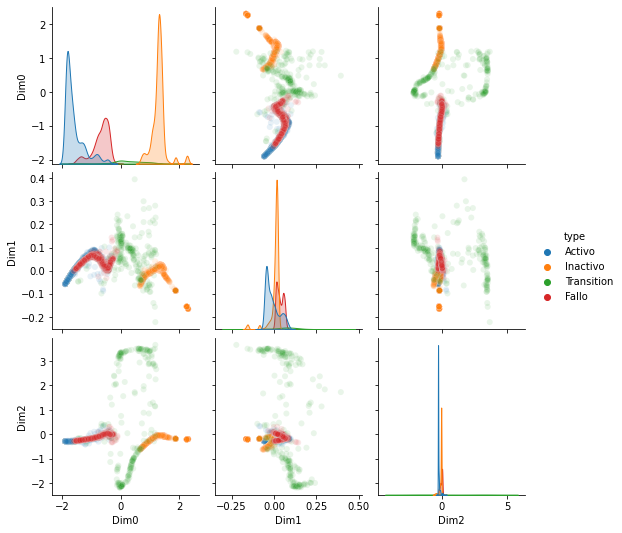 Dim0
2
1
0
−1
−2
Dim1
0.4
0.3
0.2
0.1
0.0
−0.1
−0.2
type
Activo
Inactivo
Transition
Fallo
Dim2
3
2
1
0
−1
−2
−2 0 2 −0.25 0.00 0.25 0.50 0 5
Dim0 Dim1 Dim2